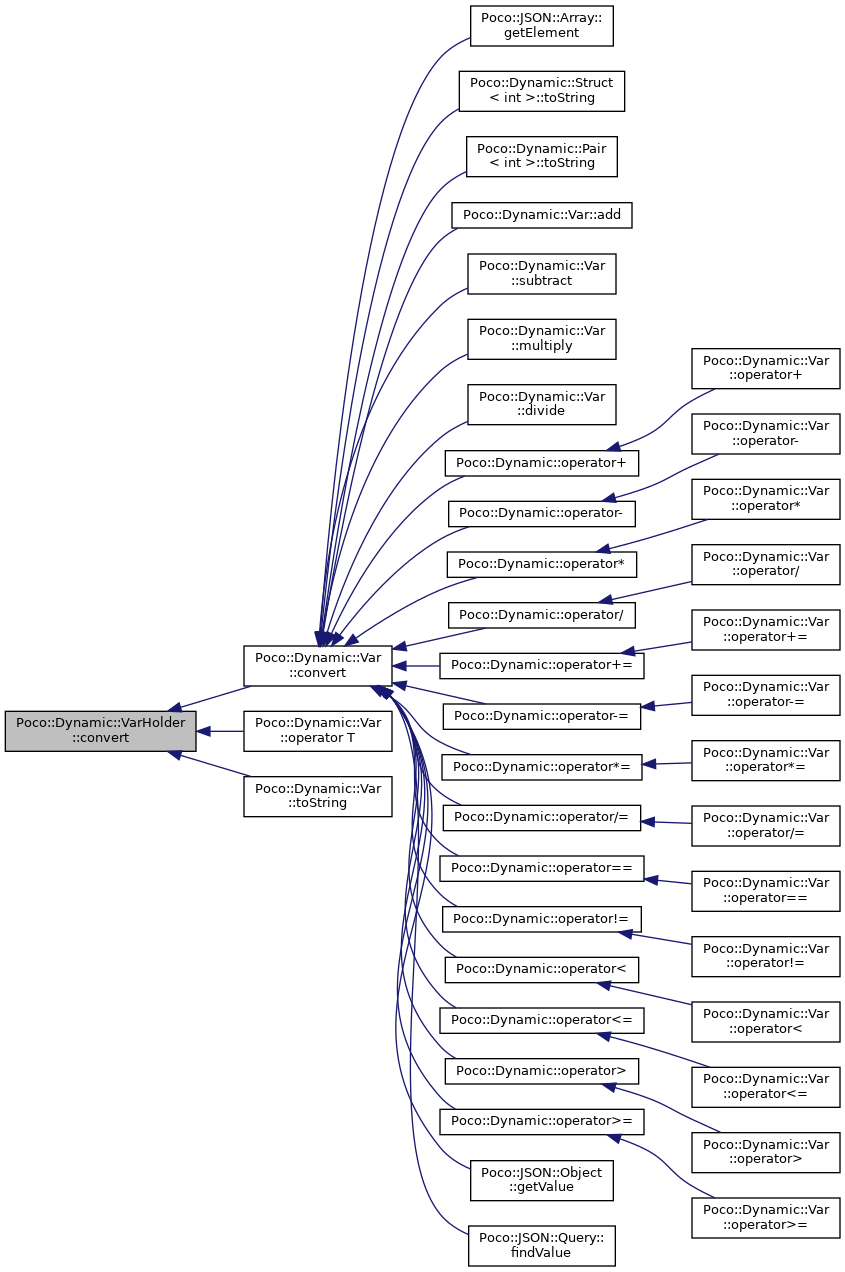 Poco::JSON::Array::
getElement
Poco::Dynamic::Struct
< int >::toString
Poco::Dynamic::Pair
< int >::toString
Poco::Dynamic::Var::add
Poco::Dynamic::Var
::subtract
Poco::Dynamic::Var
::multiply
Poco::Dynamic::Var
::divide
Poco::Dynamic::operator+
Poco::Dynamic::operator-
Poco::Dynamic::operator*
Poco::Dynamic::operator/
Poco::Dynamic::operator+=
Poco::Dynamic::operator-=
Poco::Dynamic::operator*=
Poco::Dynamic::operator/=
Poco::Dynamic::operator==
Poco::Dynamic::operator!=
Poco::Dynamic::operator<
Poco::Dynamic::operator<=
Poco::Dynamic::operator>
Poco::Dynamic::operator>=
Poco::JSON::Object
::getValue
Poco::JSON::Query::
findValue
Poco::Dynamic::Var
::operator+
Poco::Dynamic::Var
::operator-
Poco::Dynamic::Var
::operator*
Poco::Dynamic::Var
::operator/
Poco::Dynamic::Var
::operator+=
Poco::Dynamic::Var
::operator-=
Poco::Dynamic::Var
::operator*=
Poco::Dynamic::Var
::operator/=
Poco::Dynamic::Var
::operator==
Poco::Dynamic::Var
::operator!=
Poco::Dynamic::Var
::operator<
Poco::Dynamic::Var
::operator<=
Poco::Dynamic::Var
::operator>
Poco::Dynamic::Var
::operator>=
Poco::Dynamic::Var
::convert
Poco::Dynamic::Var
::operator T
Poco::Dynamic::Var
::toString
Poco::Dynamic::VarHolder
::convert